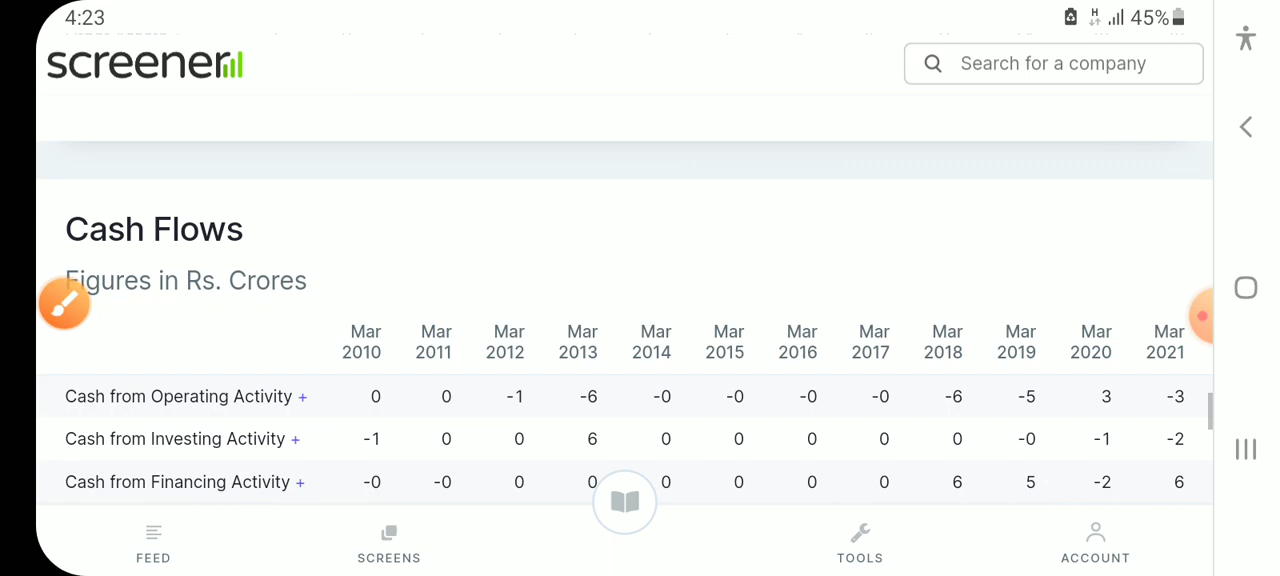 4:23 H 45%
screener Search for a company
Cash Flows
Figures in Rs. Crores
Mar 2010 Mar 2011 Mar 2012 Mar 2013 Mar 2014 Mar 2015 Mar 2016 Mar 2017 Mar 2018 Mar 2019 Mar 2020 Mar 2021
Cash from Operating Activity + 0 0 -1 -6 -0 -0 -0 -0 -6 -5 3 -3
Cash from Investing Activity + -1 0 0 6 0 0 0 0 0 -0 -1 -2
Cash from Financing Activity + -0 -0 0 0 0 0 0 0 6 5 -2 6
FEED SCREENS TOOLS ACCOUNT